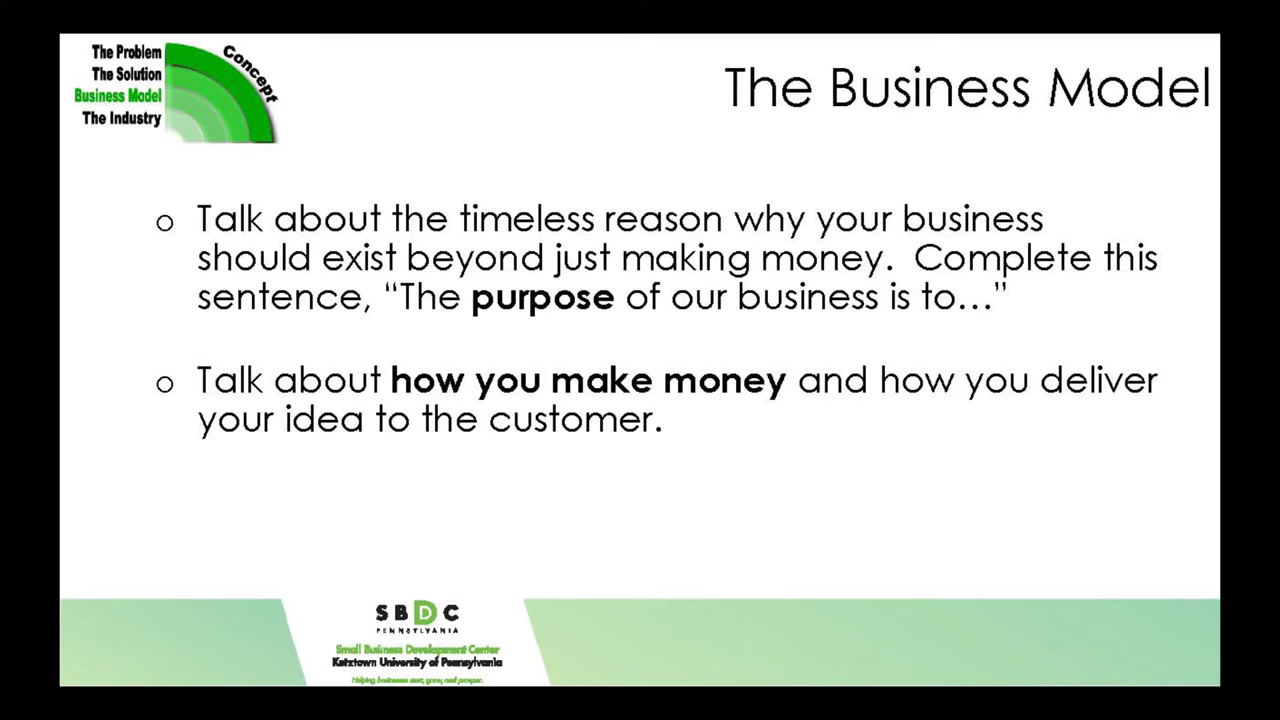 The Problem
The Solution
Business Model
The Industry
Concept
The Business Model
o Talk about the timeless reason why your business
should exist beyond just making money. Complete this
sentence, “The purpose of our business is to…”
o Talk about how you make money and how you deliver
your idea to the customer.
SBDC
PENNSYLVANIA
Small Business Development Center
Kutztown University of Pennsylvania
Helping businesses start, grow, and prosper.